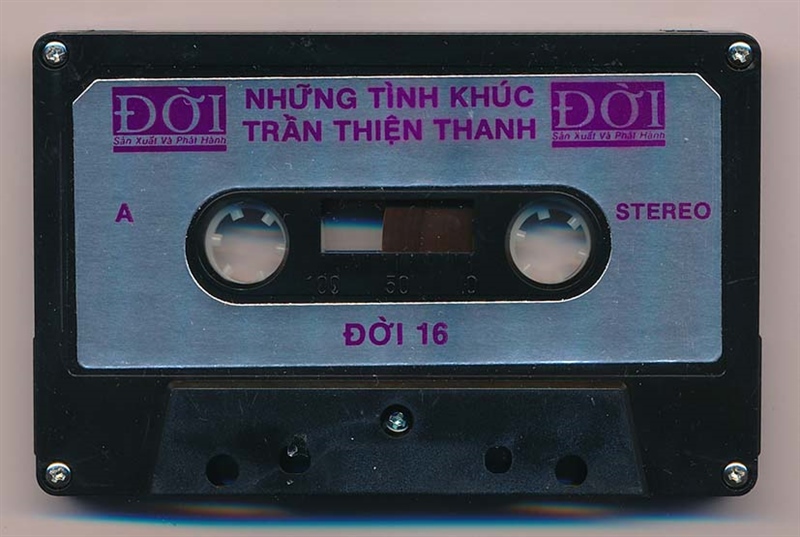 ĐỜI
Sản Xuất Và Phát Hành
NHỮNG TÌNH KHÚC
TRẦN THIỆN THANH
ĐỜI
Sản Xuất Và Phát Hành
A
STEREO
100 50 0
ĐỜI 16